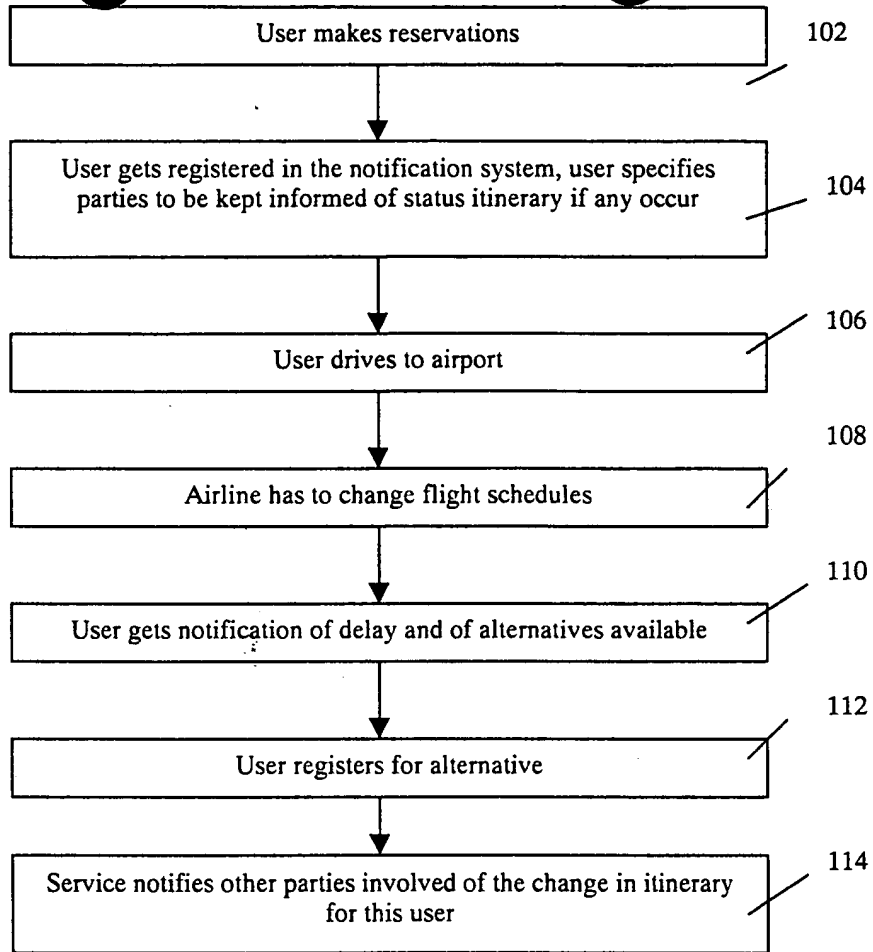 User makes reservations
102
User gets registered in the notification system, user specifies
parties to be kept informed of status itinerary if any occur
104
106
User drives to airport
108
Airline has to change flight schedules
110
User gets notification of delay and of alternatives available
112
User registers for alternative
114
Service notifies other parties involved of the change in itinerary
for this user